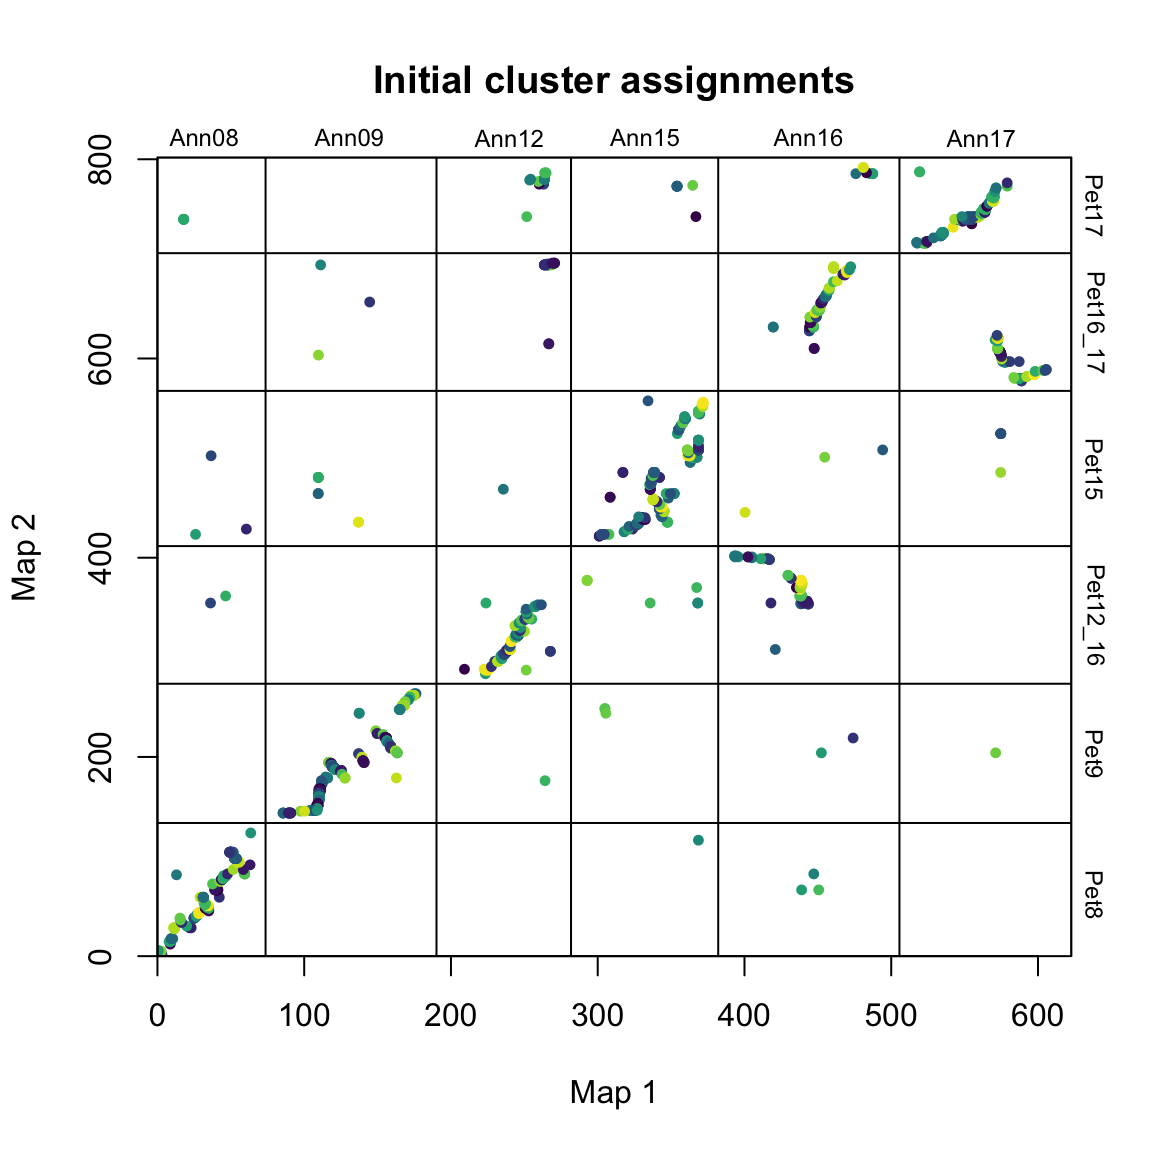 Initial cluster assignments
Ann08 Ann09 Ann12 Ann15 Ann16 Ann17
800
600
400
200
0
Map 2
Pet17
Pet16_17
Pet15
Pet12_16
Pet9
Pet8
0 100 200 300 400 500 600
Map 1